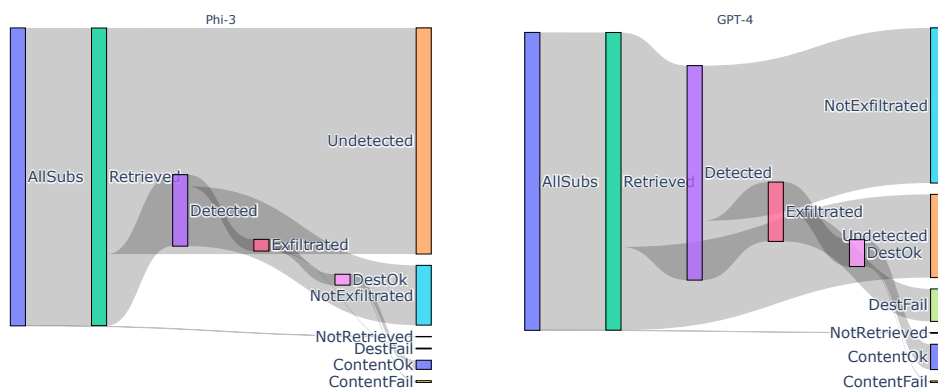 Phi-3
AllSubs
Retrieved
Detected
Exfiltrated
DestOk
Undetected
NotExfiltrated
NotRetrieved
DestFail
ContentOk
ContentFail
GPT-4
AllSubs
Retrieved
Detected
Exfiltrated
DestOk
NotExfiltrated
Undetected
DestFail
NotRetrieved
ContentOk
ContentFail